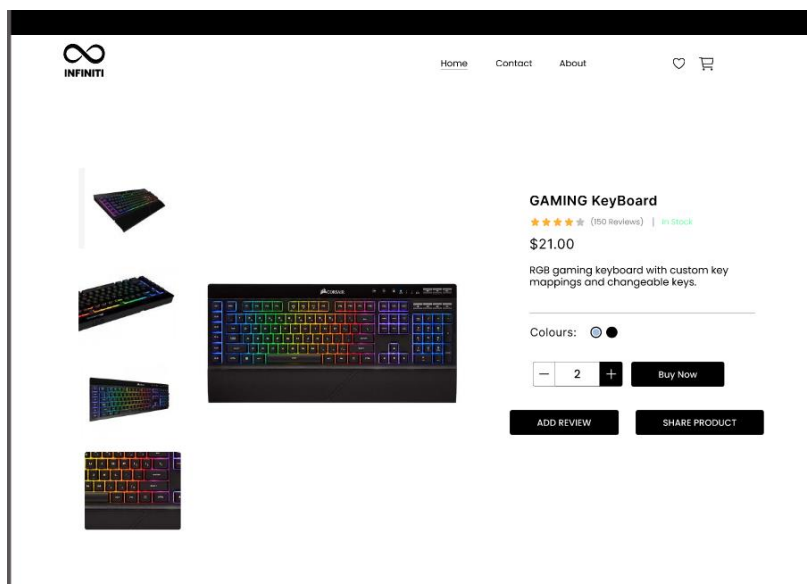 INFINITI
Home Contact About
GAMING KeyBoard
(150 Reviews) | In Stock
$21.00
RGB gaming keyboard with custom key
mappings and changeable keys.
Colours:
2
Buy Now
ADD REVIEW
SHARE PRODUCT
CORSAIR